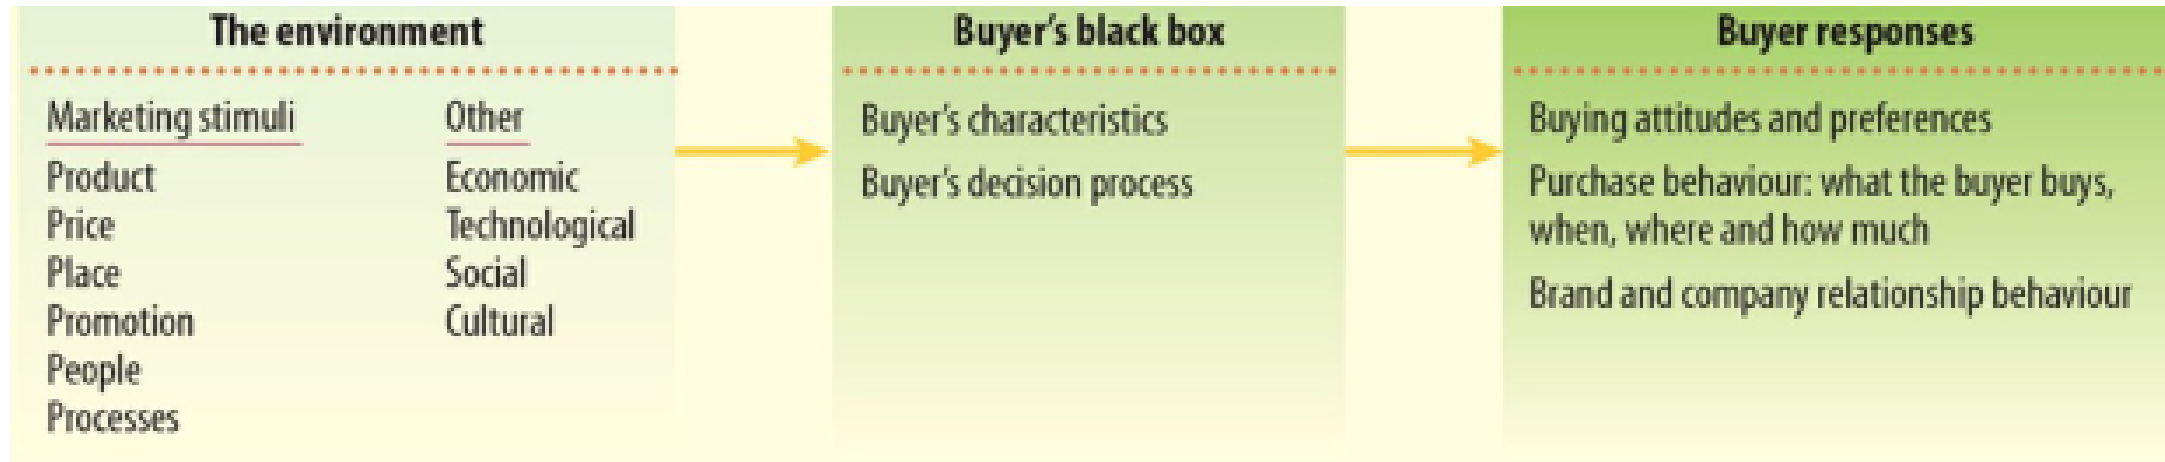 The environment
Marketing stimuli
Product
Price
Place
Promotion
People
Processes
Other
Economic
Technological
Social
Cultural
Buyer's black box
Buyer's characteristics
Buyer's decision process
Buyer responses
Buying attitudes and preferences
Purchase behaviour: what the buyer buys,
when, where and how much
Brand and company relationship behaviour